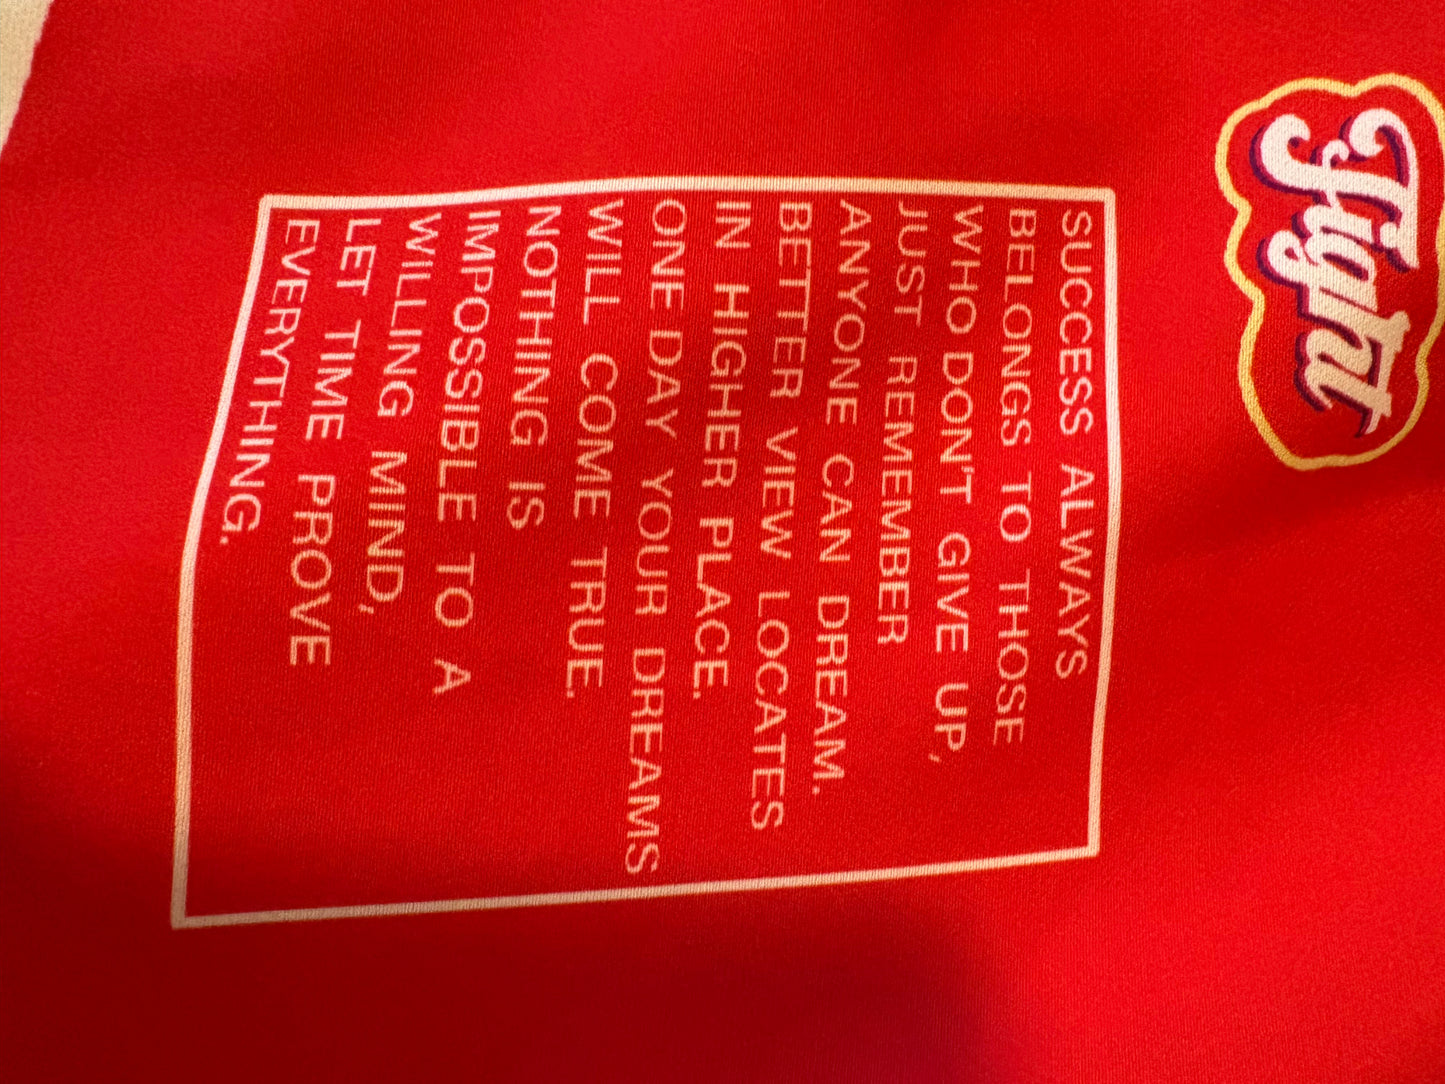 Fight
SUCCESS ALWAYS
BELONGS TO THOSE
WHO DON'T GIVE UP,
JUST REMEMBER
ANYONE CAN DREAM.
BETTER VIEW LOCATES
IN HIGHER PLACE.
ONE DAY YOUR DREAMS
WILL COME TRUE.
NOTHING IS
IMPOSSIBLE TO A
WILLING MIND,
LET TIME PROVE
EVERYTHING.